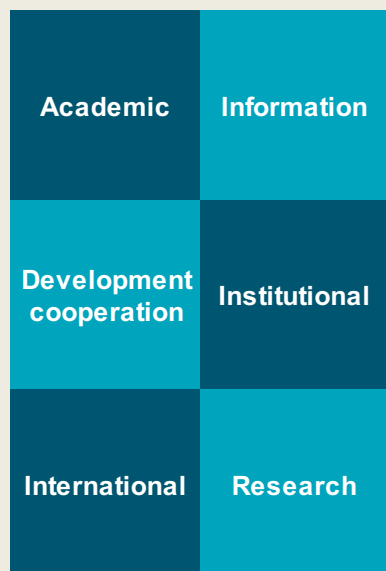 Academic
Information
Development
cooperation
Institutional
International
Research